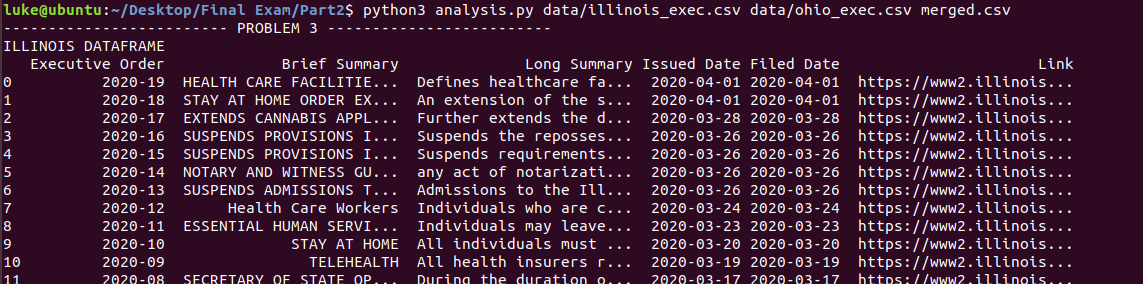 luke@ubuntu:~/Desktop/Final Exam/Part2$ python3 analysis.py data/illinois_exec.csv data/ohio_exec.csv merged.csv
------------------------- PROBLEM 3 -------------------------
ILLINOIS DATAFRAME
Executive Order Brief Summary Long Summary Issued Date Filed Date Link
0 2020-19 HEALTH CARE FACILITIE... Defines healthcare fa... 2020-04-01 2020-04-01 https://www2.illinois...
1 2020-18 STAY AT HOME ORDER EX... An extension of the s... 2020-04-01 2020-04-01 https://www2.illinois...
2 2020-17 EXTENDS CANNABIS APPL... Further extends the d... 2020-03-28 2020-03-28 https://www2.illinois...
3 2020-16 SUSPENDS PROVISIONS I... Suspends the reposses... 2020-03-26 2020-03-26 https://www2.illinois...
4 2020-15 SUSPENDS PROVISIONS I... Suspends requirements... 2020-03-26 2020-03-26 https://www2.illinois...
5 2020-14 NOTARY AND WITNESS GU... any act of notarizati... 2020-03-26 2020-03-26 https://www2.illinois...
6 2020-13 SUSPENDS ADMISSIONS T... Admissions to the Ill... 2020-03-26 2020-03-26 https://www2.illinois...
7 2020-12 Health Care Workers Individuals who are c... 2020-03-24 2020-03-24 https://www2.illinois...
8 2020-11 ESSENTIAL HUMAN SERVI... Individuals may leave... 2020-03-23 2020-03-23 https://www2.illinois...
9 2020-10 STAY AT HOME All individuals must ... 2020-03-20 2020-03-20 https://www2.illinois...
10 2020-09 TELEHEALTH All health insurers r... 2020-03-19 2020-03-19 https://www2.illinois...
11 2020-08 SECRETARY OF STATE OP... During the duration o... 2020-03-17 2020-03-17 https://www2.illinois...